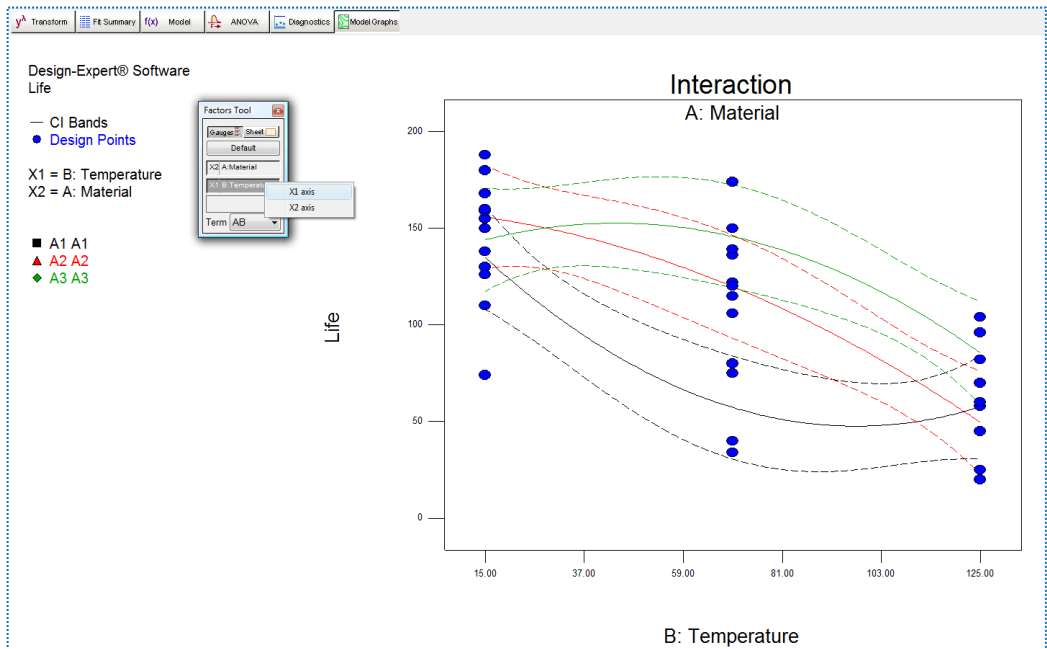 yλ Transform Fit Summary f(x) Model ANOVA Diagnostics Model Graphs
Design-Expert® Software
Life
CI Bands
Design Points
X1 = B: Temperature
X2 = A: Material
A1 A1
A2 A2
A3 A3
Factors Tool
Gauges Sheet
Default
X2 A:Material
X1 B:Temperatu
X1 axis
X2 axis
Term AB
Interaction
A: Material
Life
200
150
100
50
0
15.00 37.00 59.00 81.00 103.00 125.00
B: Temperature